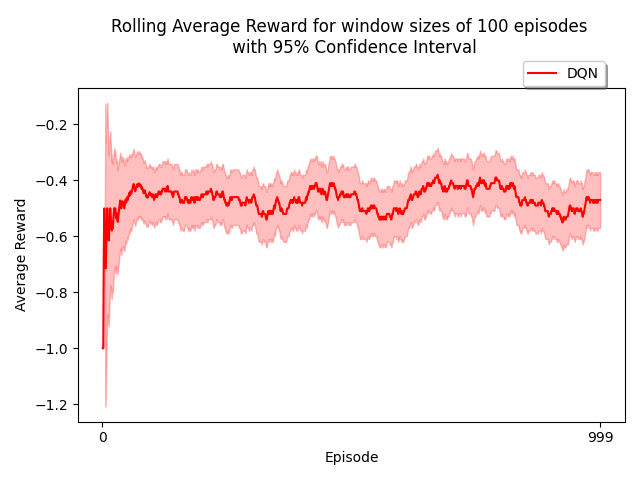 Rolling Average Reward for window sizes of 100 episodes
with 95% Confidence Interval
DQN
Average Reward
−0.2
−0.4
−0.6
−0.8
−1.0
−1.2
0 999
Episode